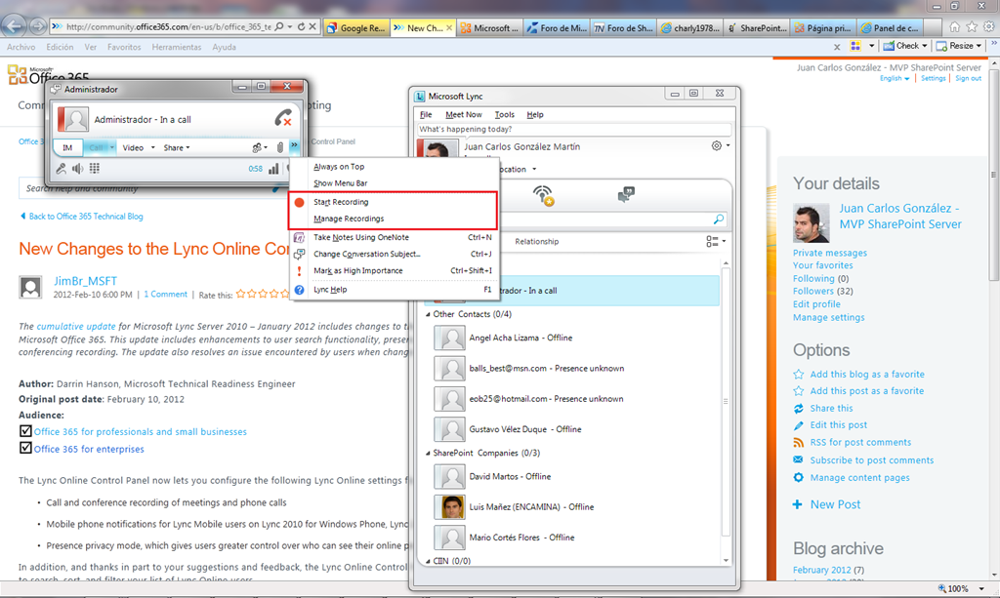 http://community.office365.com/en-us/b/office_365_te
Google Re...
New Ch...
Microsoft ...
Foro de Mi...
Foro de Sh...
charly1978...
SharePoint...
Página pri...
Panel de c...
Archivo Edición Ver Favoritos Herramientas Ayuda
Check
Resize
Microsoft
Office 365
Juan Carlos González - MVP SharePoint Server
English Settings Sign out
Control Panel
Office
Search help and community
Back to Office 365 Technical Blog
New Changes to the Lync Online Co
JimBr_MSFT
2012-Feb-10 6:00 PM | 1 Comment | Rate this:
The cumulative update for Microsoft Lync Server 2010 – January 2012 includes changes to t
Microsoft Office 365. This update includes enhancements to user search functionality, prese
conferencing recording. The update also resolves an issue encountered by users when chang
Author: Darrin Hanson, Microsoft Technical Readiness Engineer
Original post date: February 10, 2012
Audience:
Office 365 for professionals and small businesses
Office 365 for enterprises
The Lync Online Control Panel now lets you configure the following Lync Online settings f
• Call and conference recording of meetings and phone calls
• Mobile phone notifications for Lync Mobile users on Lync 2010 for Windows Phone, Lync
• Presence privacy mode, which gives users greater control over who can see their online p
In addition, and thanks in part to your suggestions and feedback, the Lync Online Control
to search, sort, and filter your list of Lync Online users.
Administrador
Administrador - In a call
IM Call Video Share
0:58
Always on Top
Show Menu Bar
Start Recording
Manage Recordings
Take Notes Using OneNote Ctrl+N
Change Conversation Subject... Ctrl+J
Mark as High Importance Ctrl+Shift+I
Lync Help F1
Microsoft Lync
File Meet Now Tools Help
What's happening today?
Juan Carlos González Martín
ocation
Relationship
trador - In a call
Other Contacts (0/4)
Angel Acha Lizama - Offline
balls_best@msn.com - Presence unknown
eob25@hotmail.com - Presence unknown
Gustavo Vélez Duque - Offline
SharePoint Companies (0/3)
David Martos - Offline
Luis Mañez (ENCAMINA) - Offline
Mario Cortés Flores - Offline
CIIN (0/0)
Your details
Juan Carlos González -
MVP SharePoint Server
Private messages
Your favorites
Following (0)
Followers (32)
Edit profile
Manage settings
Options
Add this blog as a favorite
Add this post as a favorite
Share this
Edit this post
RSS for post comments
Subscribe to post comments
Manage content pages
New Post
Blog archive
February 2012 (7)
100%